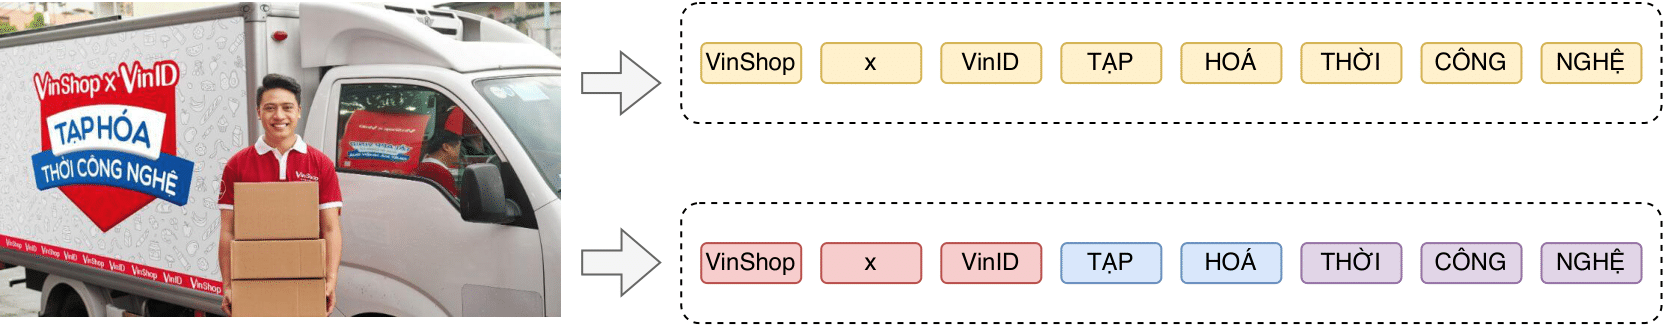 VinShop x VinID
TẠP HÓA
THỜI CÔNG NGHỆ
VinShop
VinShop VinID VinShop VinID VinShop VinID VinShop VinID VinShop
VinShop x VinID TẠP HOÁ THỜI CÔNG NGHỆ
VinShop x VinID TẠP HOÁ THỜI CÔNG NGHỆ